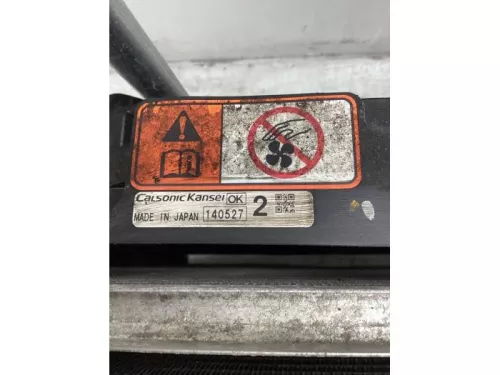 CalsonicKansei OK 2
MADE IN JAPAN 140527